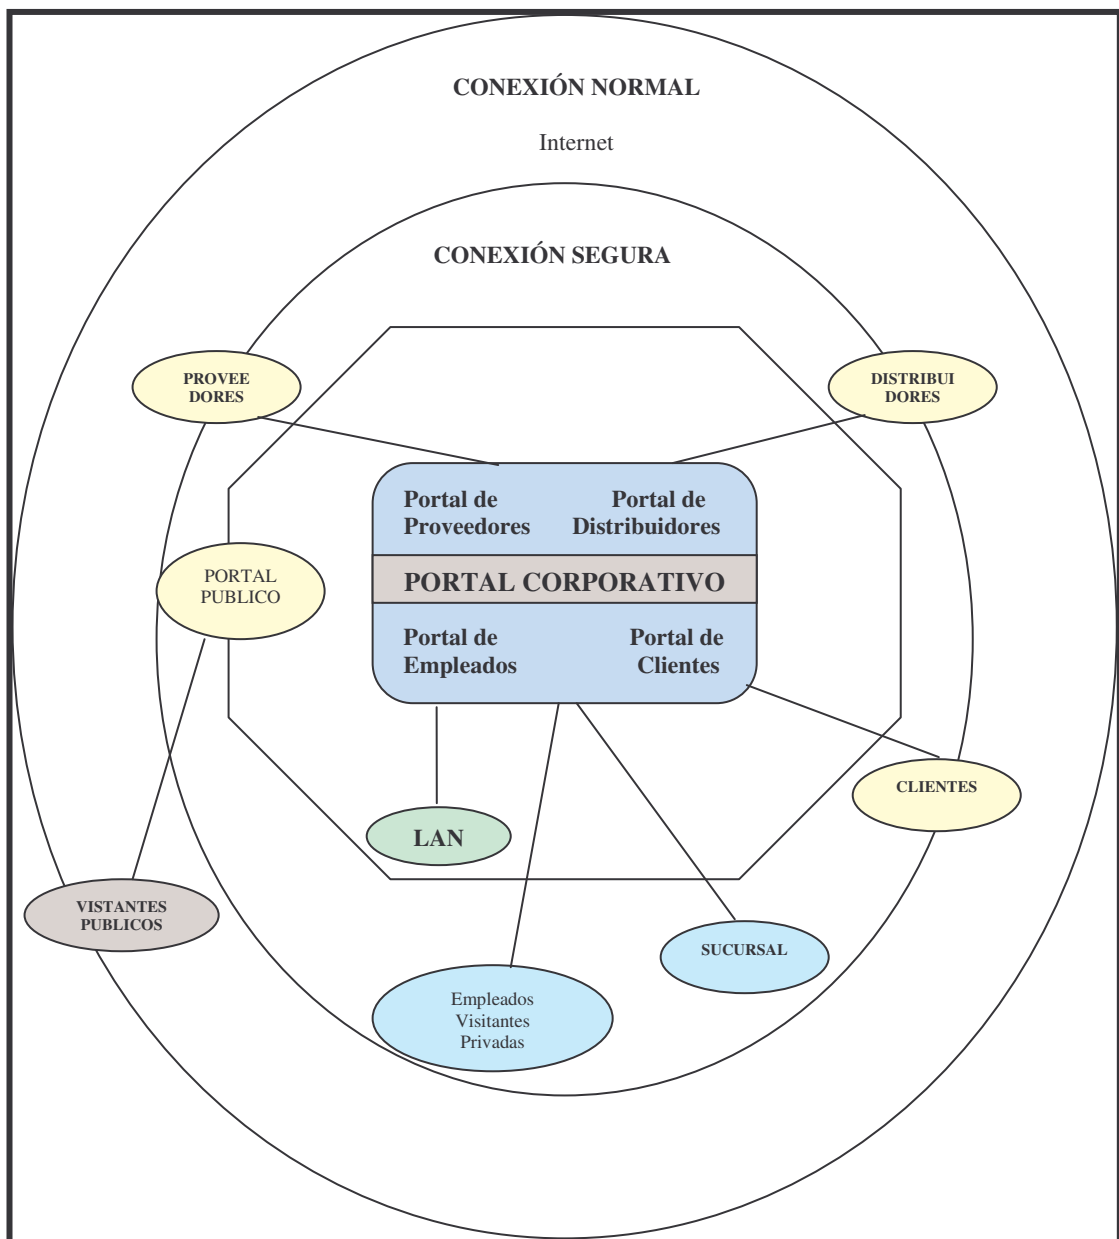 CONEXIÓN NORMAL
Internet
CONEXIÓN SEGURA
PROVEE
DORES
DISTRIBUI
DORES
Portal de
Proveedores
Portal de
Distribuidores
PORTAL
PUBLICO
PORTAL CORPORATIVO
Portal de
Empleados
Portal de
Clientes
CLIENTES
LAN
VISTANTES
PUBLICOS
SUCURSAL
Empleados
Visitantes
Privadas